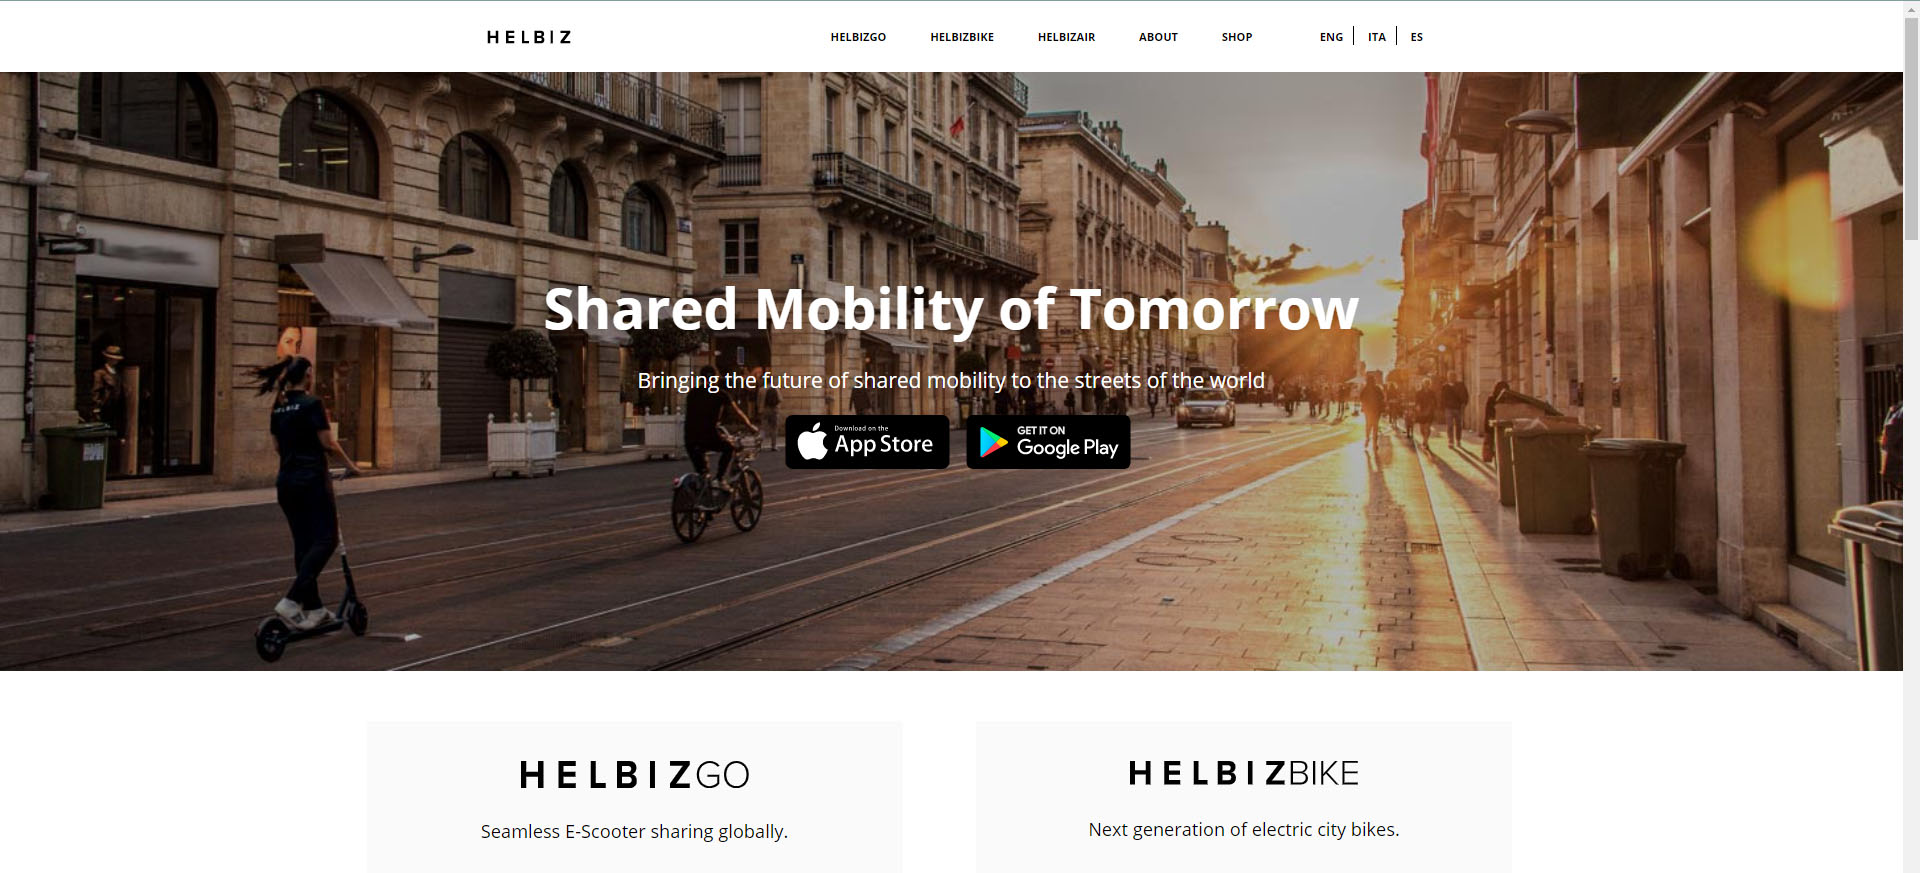 HELBIZ
HELBIZGO HELBIZBIKE HELBIZAIR ABOUT SHOP ENG ITA ES
Shared Mobility of Tomorrow
Bringing the future of shared mobility to the streets of the world
Download on the
App Store
GET IT ON
Google Play
HELBIZ
HELBIZGO
Seamless E-Scooter sharing globally.
HELBIZBIKE
Next generation of electric city bikes.